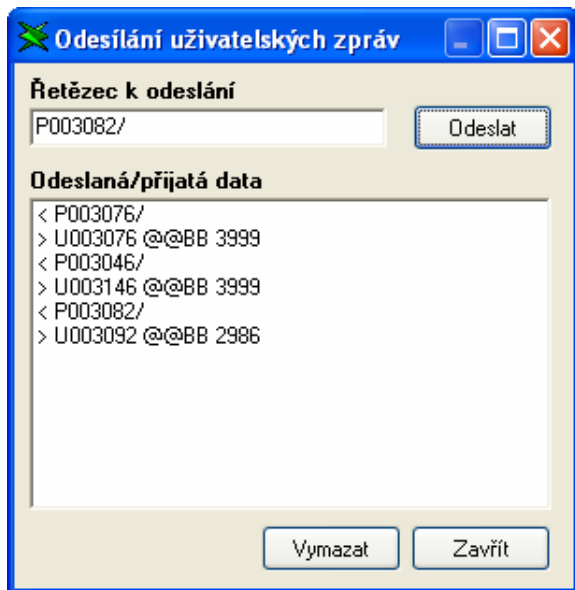 Odesílání uživatelských zpráv
Řetězec k odeslání
P003082/
Odeslat
Odeslaná/přijatá data
< P003076/
> U003076 @@BB 3999
< P003046/
> U003146 @@BB 3999
< P003082/
> U003092 @@BB 2986
Vymazat
Zavřít